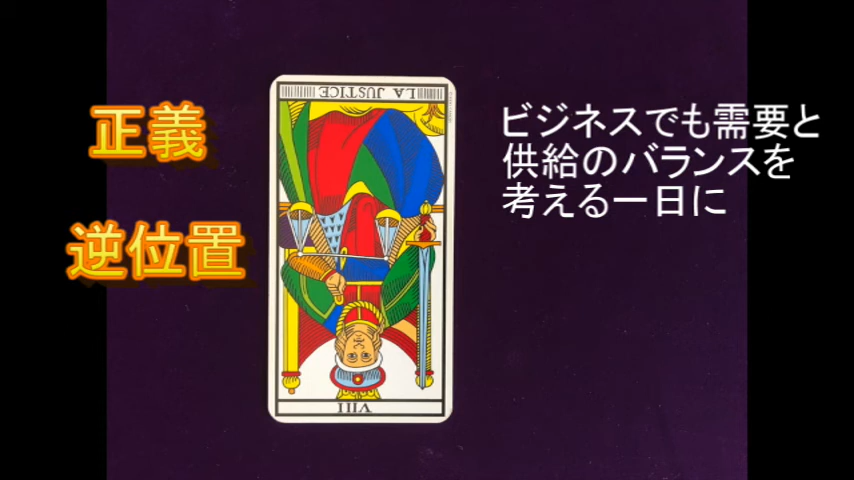 正義
逆位置
ビジネスでも需要と
供給のバランスを
考える一日に
LA JUSTICE
VIII